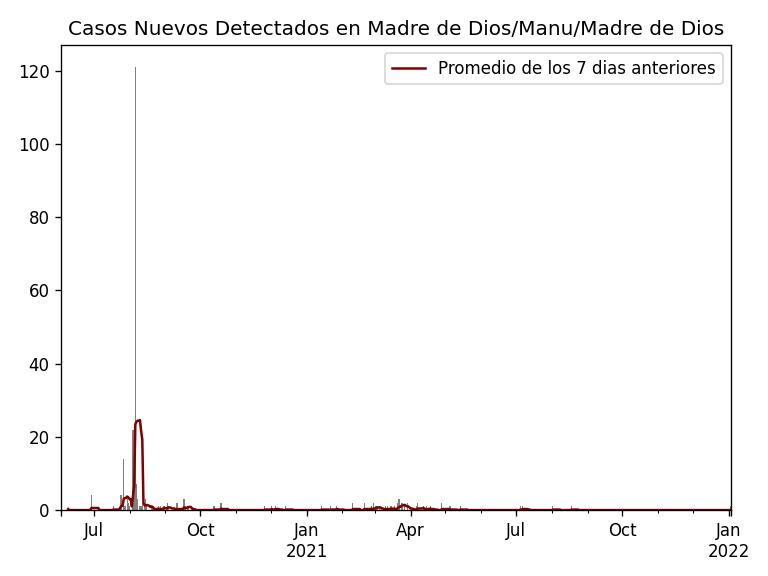 Casos Nuevos Detectados en Madre de Dios/Manu/Madre de Dios
Promedio de los 7 dias anteriores
120
100
80
60
40
20
0
Jul Oct Jan Apr Jul Oct Jan
2021 2022